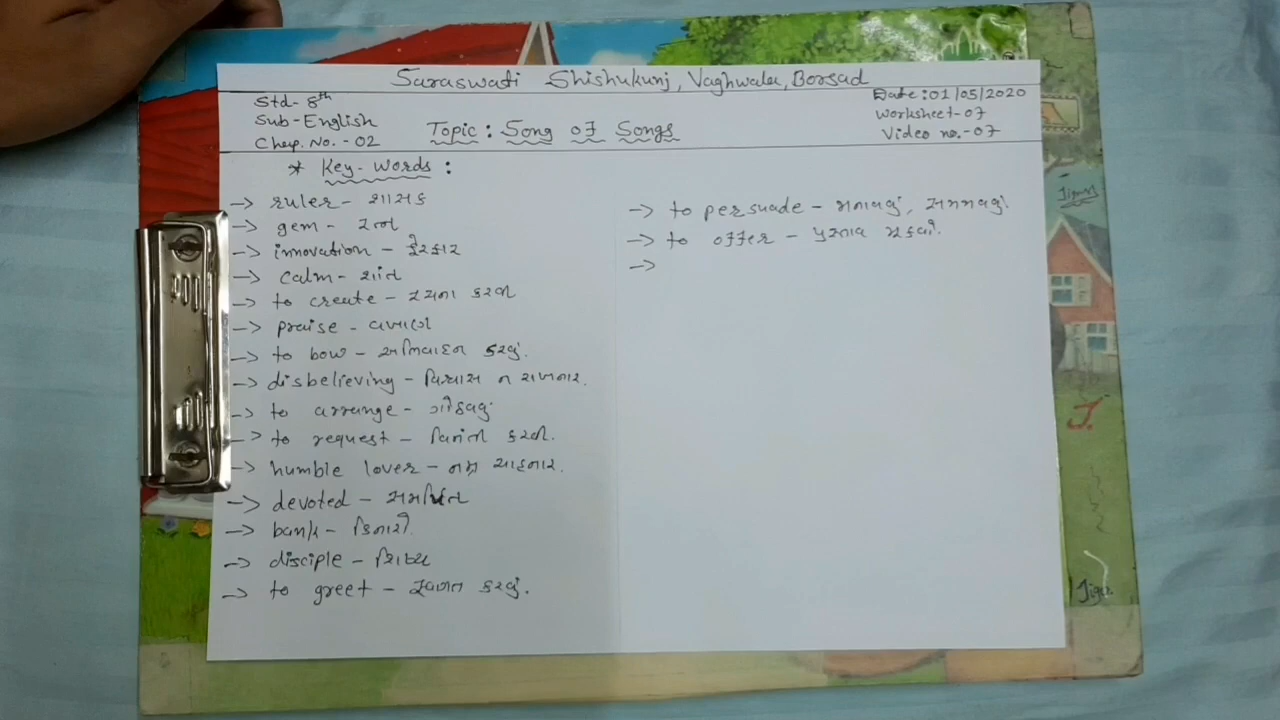 Saraswati Shishukunj, Vaghwala, Borsad
Std- 8th
Sub-English
Chap. No. - 02
Topic: Song of Songs
Date: 01/05/2020
Worksheet-07
Video no.-07
* Key-Words:
-> ruler - શાસક
-> gem - રત્ન
-> innovation - ફેરફાર
-> calm - શાંત
-> to create - રચના કરવી
-> praise - વખાણ
-> to bow - અભિવાદન કરવું.
-> disbelieving - વિશ્વાસ ન રાખનાર.
-> to arrange - ગોઠવવું
-> to request - વિનંતી કરવી.
-> humble lover - નમ્ર ચાહનાર.
-> devoted - સમર્પિત
-> bank - કિનારો.
-> disciple - શિષ્ય
-> to greet - સ્વાગત કરવું.
-> to persuade - મનાવવું, સમજાવવું.
-> to offer - પ્રસ્તાવ મૂકવો.
->
J.